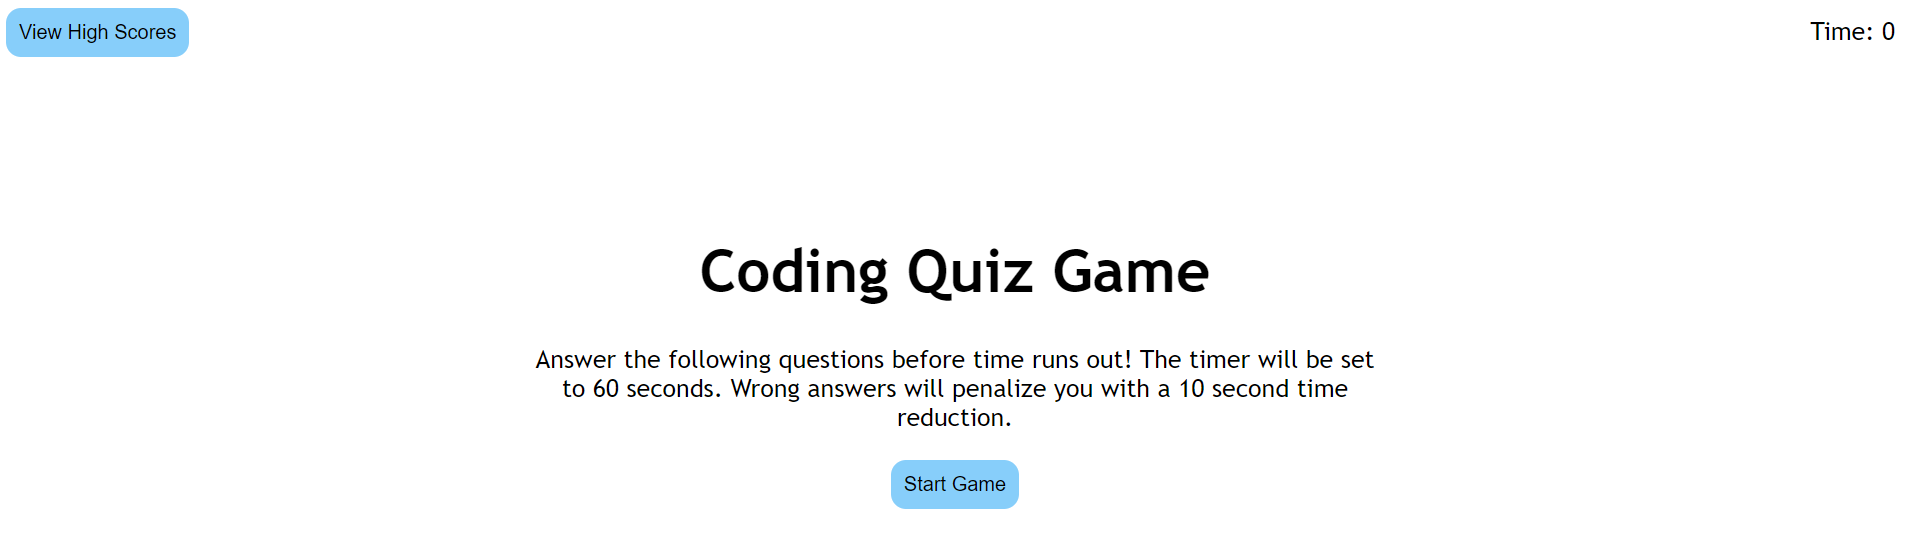 View High Scores
Time: 0
Coding Quiz Game
Answer the following questions before time runs out! The timer will be set
to 60 seconds. Wrong answers will penalize you with a 10 second time
reduction.
Start Game